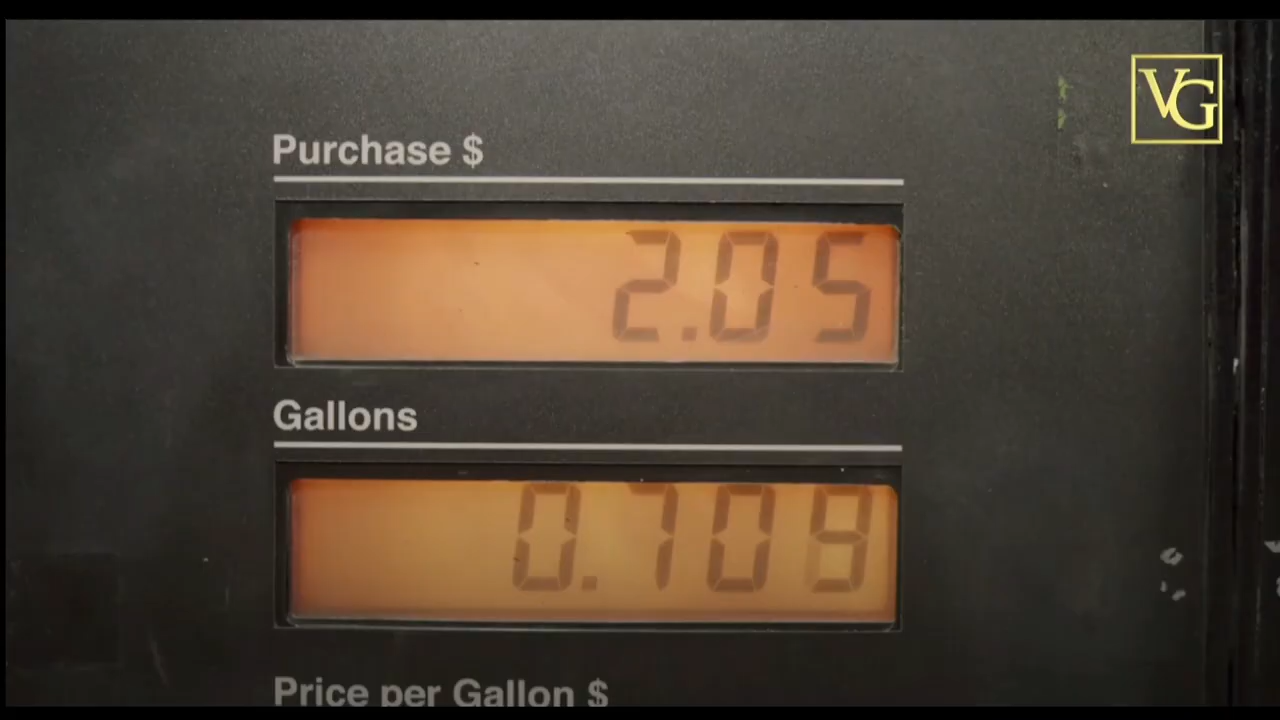 VG
Purchase $
2.05
Gallons
0.709
Price per Gallon $